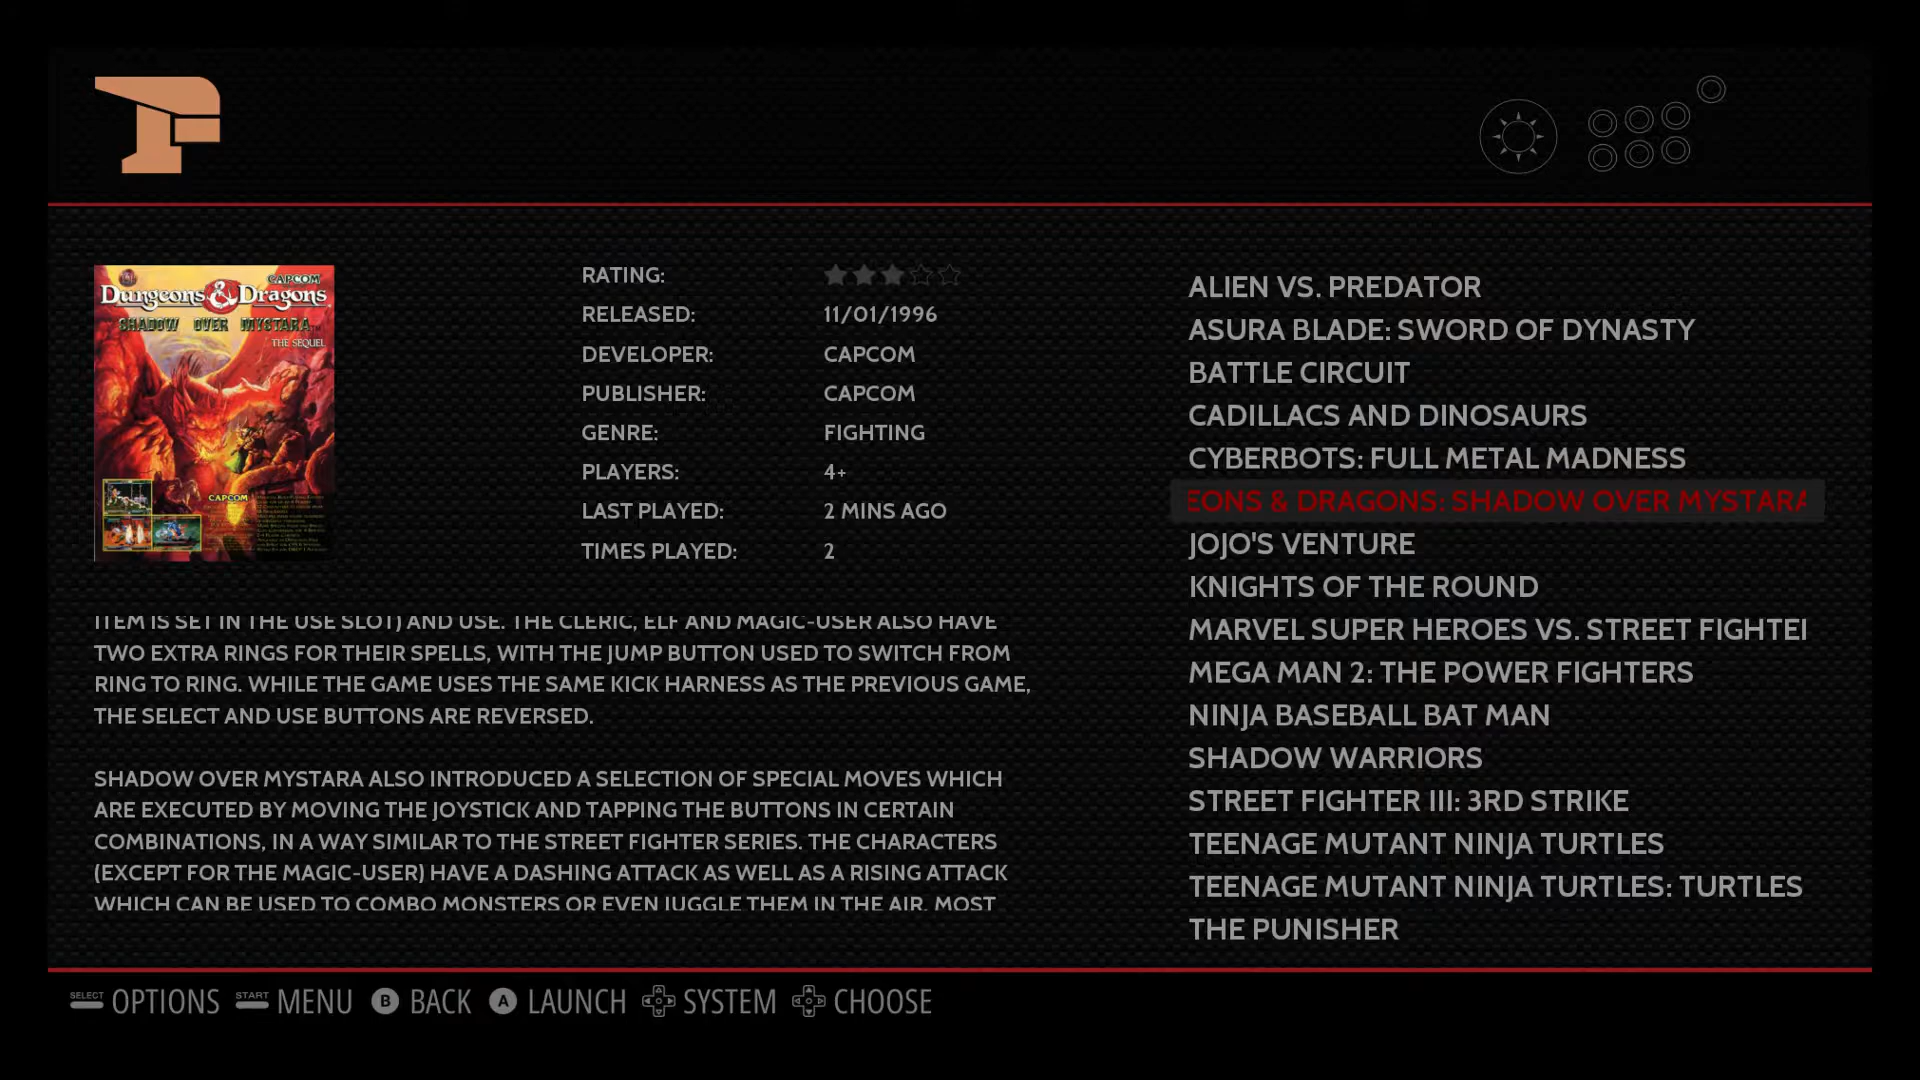 CAPCOM
Dungeons & Dragons
SHADOW OVER MYSTARA
THE SEQUEL
CAPCOM
RATING:
RELEASED: 11/01/1996
DEVELOPER: CAPCOM
PUBLISHER: CAPCOM
GENRE: FIGHTING
PLAYERS: 4+
LAST PLAYED: 2 MINS AGO
TIMES PLAYED: 2
ITEM IS SET IN THE USE SLOT) AND USE. THE CLERIC, ELF AND MAGIC-USER ALSO HAVE
TWO EXTRA RINGS FOR THEIR SPELLS, WITH THE JUMP BUTTON USED TO SWITCH FROM
RING TO RING. WHILE THE GAME USES THE SAME KICK HARNESS AS THE PREVIOUS GAME,
THE SELECT AND USE BUTTONS ARE REVERSED.
SHADOW OVER MYSTARA ALSO INTRODUCED A SELECTION OF SPECIAL MOVES WHICH
ARE EXECUTED BY MOVING THE JOYSTICK AND TAPPING THE BUTTONS IN CERTAIN
COMBINATIONS, IN A WAY SIMILAR TO THE STREET FIGHTER SERIES. THE CHARACTERS
(EXCEPT FOR THE MAGIC-USER) HAVE A DASHING ATTACK AS WELL AS A RISING ATTACK
WHICH CAN BE USED TO COMBO MONSTERS OR EVEN JUGGLE THEM IN THE AIR. MOST
ALIEN VS. PREDATOR
ASURA BLADE: SWORD OF DYNASTY
BATTLE CIRCUIT
CADILLACS AND DINOSAURS
CYBERBOTS: FULL METAL MADNESS
EONS & DRAGONS: SHADOW OVER MYSTARA
JOJO'S VENTURE
KNIGHTS OF THE ROUND
MARVEL SUPER HEROES VS. STREET FIGHTE
MEGA MAN 2: THE POWER FIGHTERS
NINJA BASEBALL BAT MAN
SHADOW WARRIORS
STREET FIGHTER III: 3RD STRIKE
TEENAGE MUTANT NINJA TURTLES
TEENAGE MUTANT NINJA TURTLES: TURTLES
THE PUNISHER
SELECT OPTIONS START MENU B BACK A LAUNCH SYSTEM CHOOSE